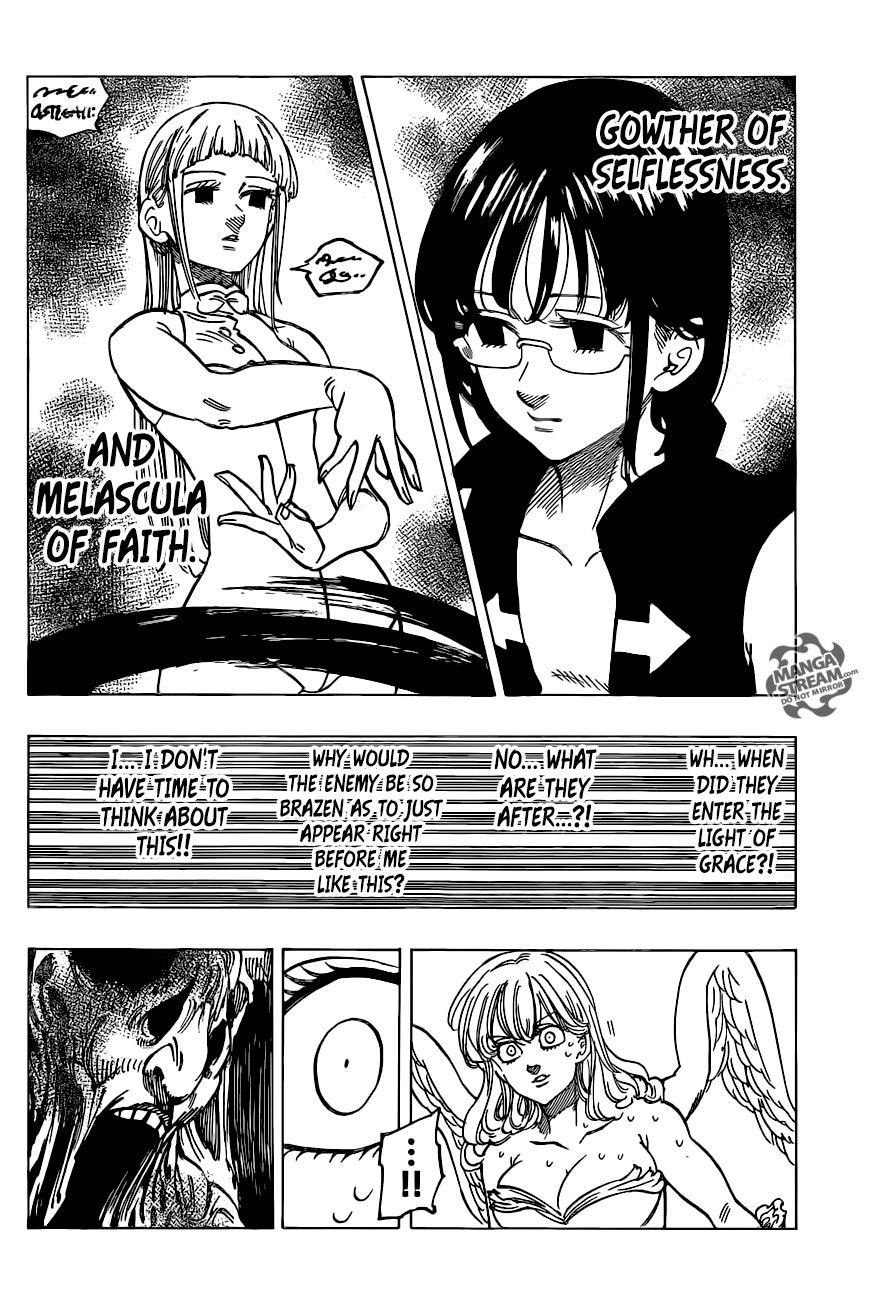 GOWTHER OF
SELFLESSNESS.
AND
MELASCULA
OF FAITH.
MANGA
STREAM.com
DO NOT MIRROR
WH... WHEN
DID THEY
ENTER THE
LIGHT OF
GRACE?!
NO... WHAT
ARE THEY
AFTER...?!
WHY WOULD
THE ENEMY BE SO
BRAZEN AS TO JUST
APPEAR RIGHT
BEFORE ME
LIKE THIS?
I... I DON'T
HAVE TIME TO
THINK ABOUT
THIS!!
...!!